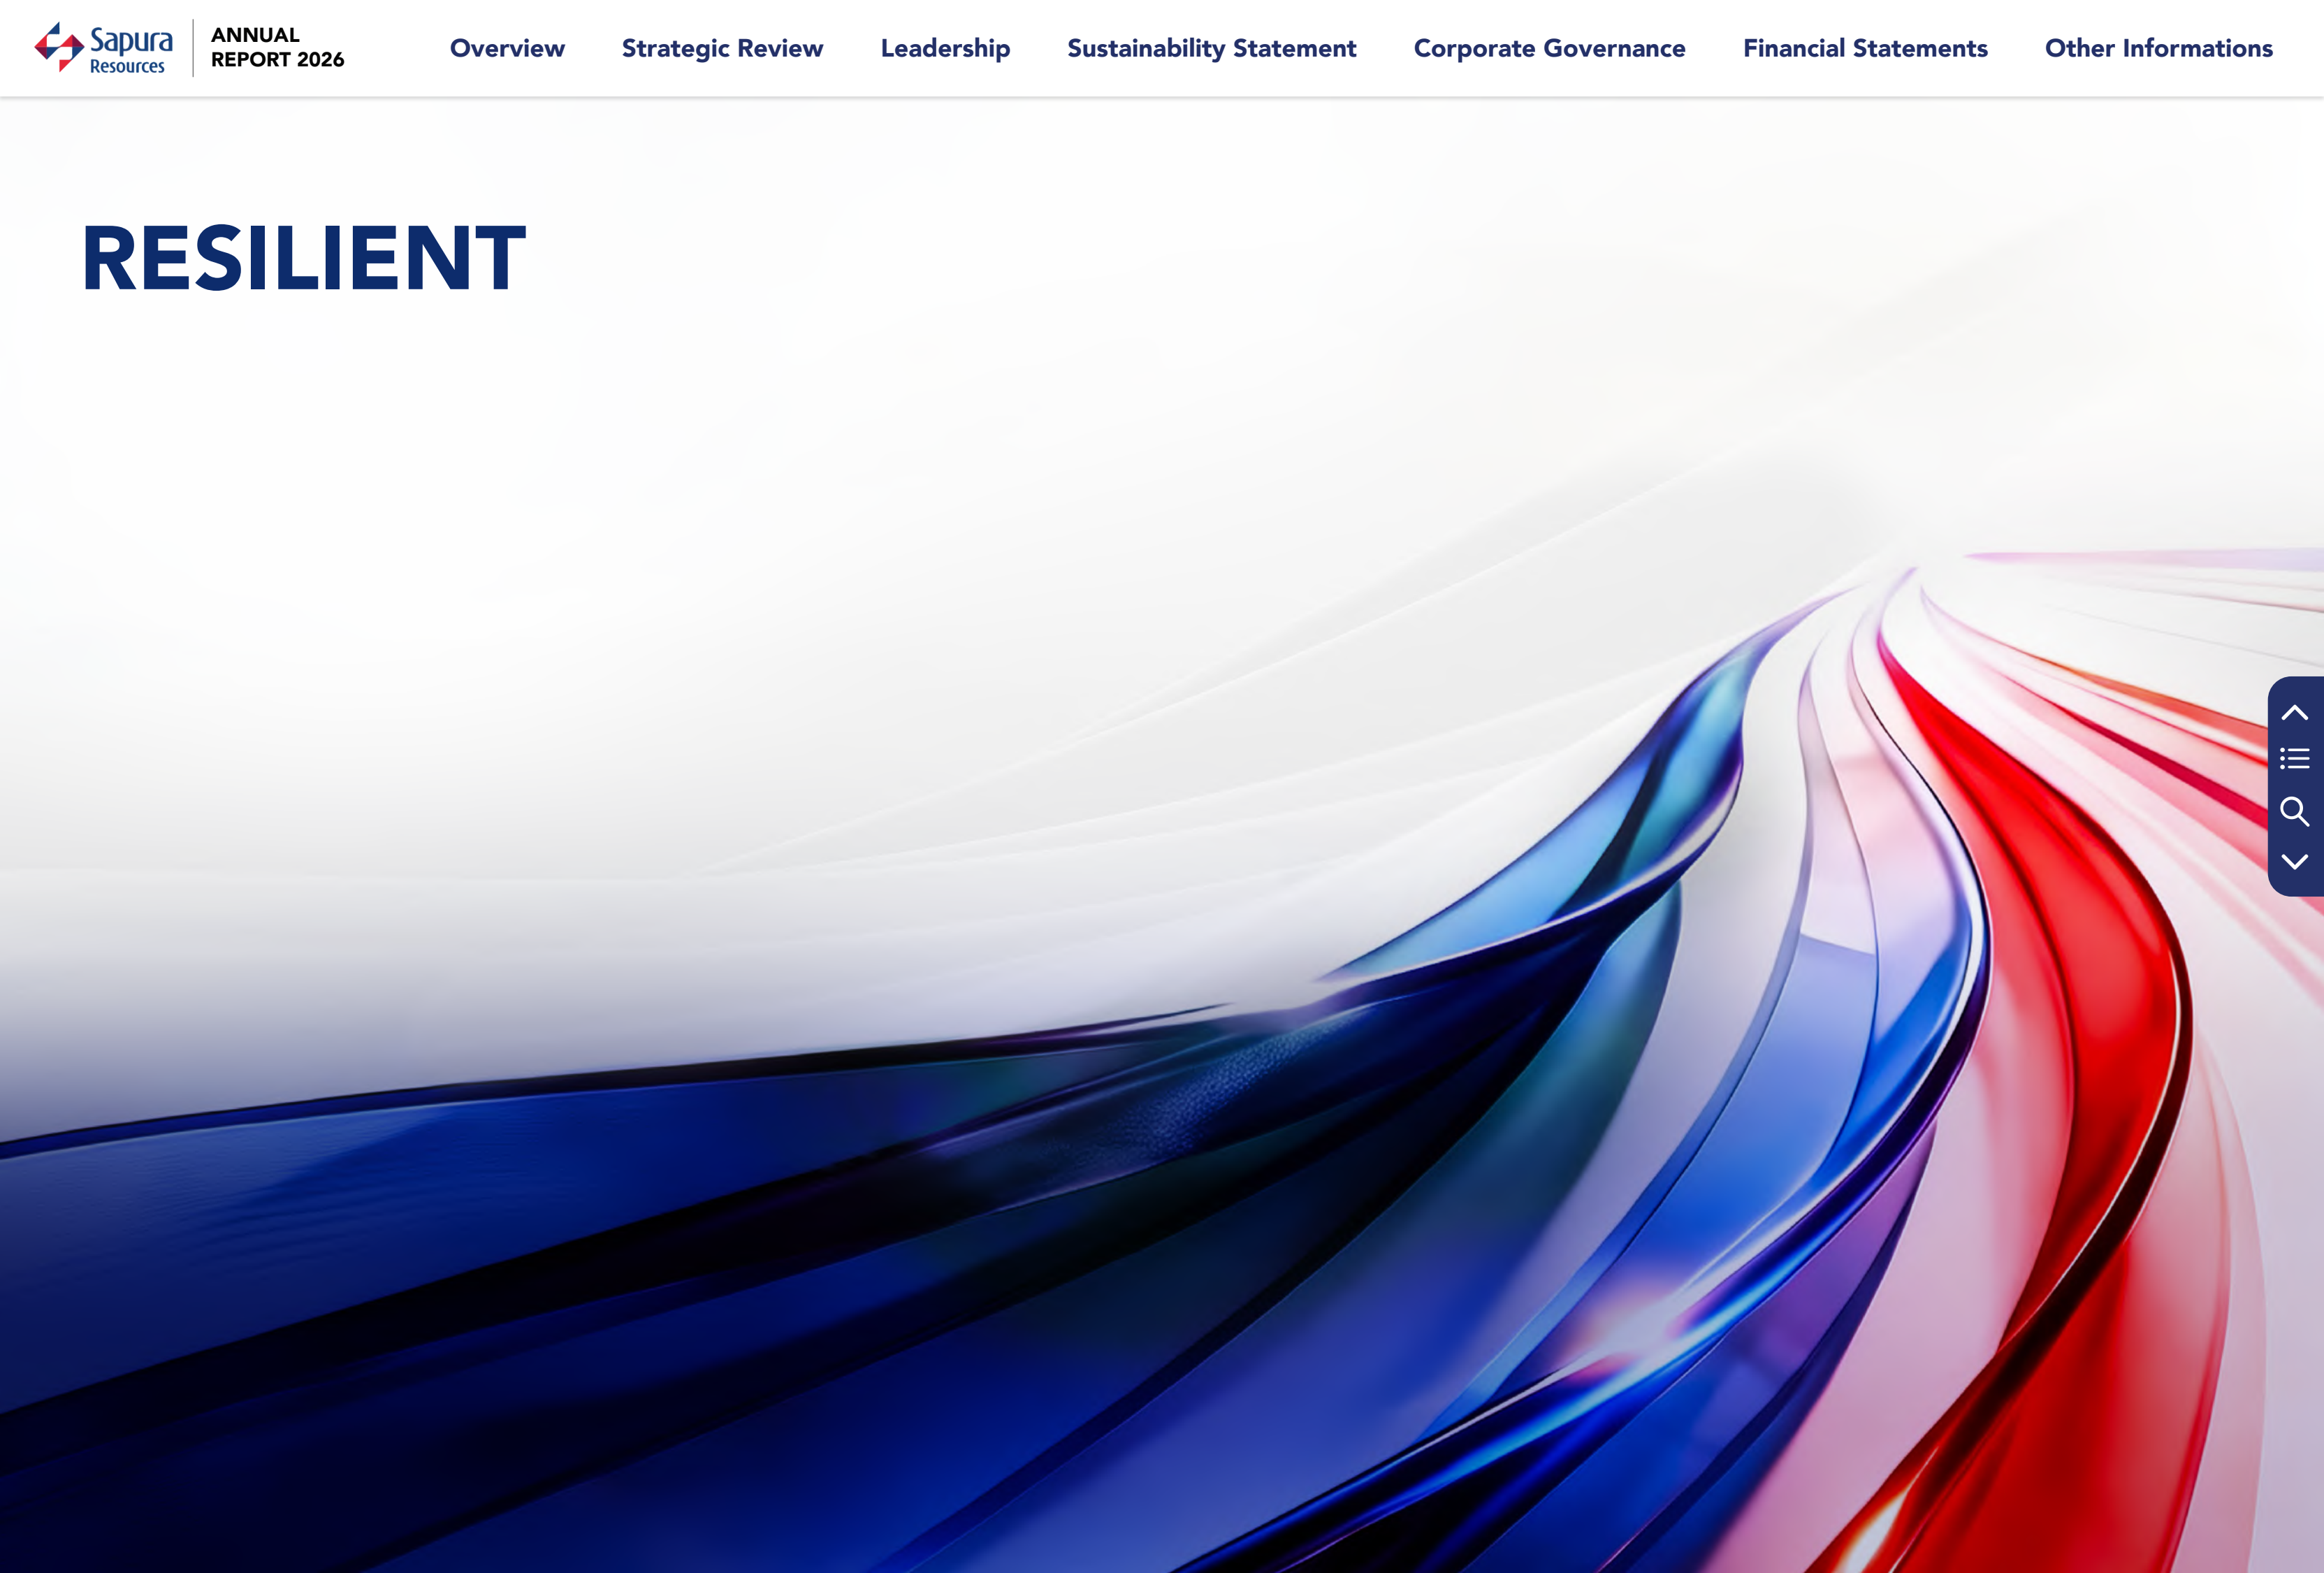 Sapura
Resources
ANNUAL
REPORT 2026
Overview
Strategic Review
Leadership
Sustainability Statement
Corporate Governance
Financial Statements
Other Informations
RESILIENT